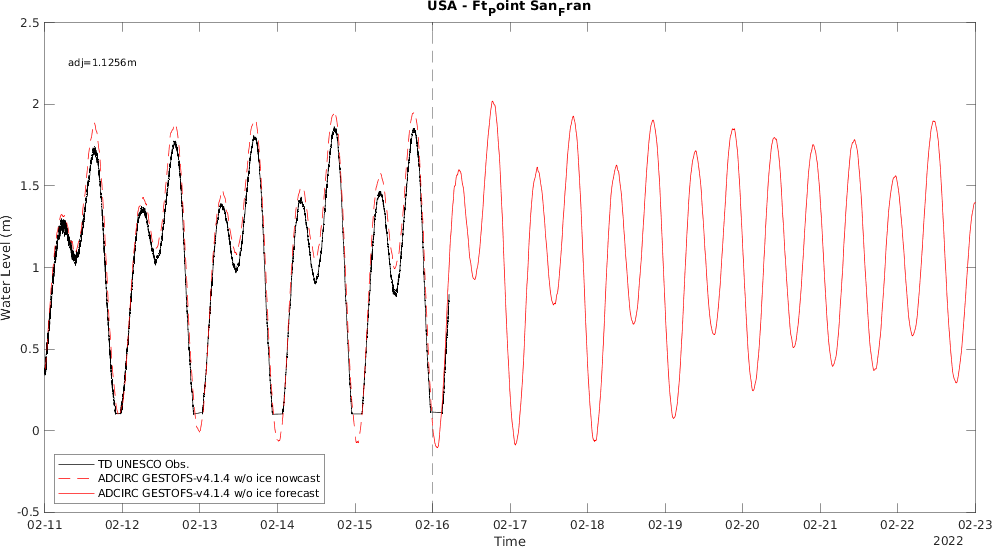 USA - FtPoint SanFran
adj=1.1256m
2.5
2
1.5
1
0.5
0
-0.5
Water Level (m)
TD UNESCO Obs.
ADCIRC GESTOFS-v4.1.4 w/o ice nowcast
ADCIRC GESTOFS-v4.1.4 w/o ice forecast
02-11 02-12 02-13 02-14 02-15 02-16 02-17 02-18 02-19 02-20 02-21 02-22 02-23
Time
2022